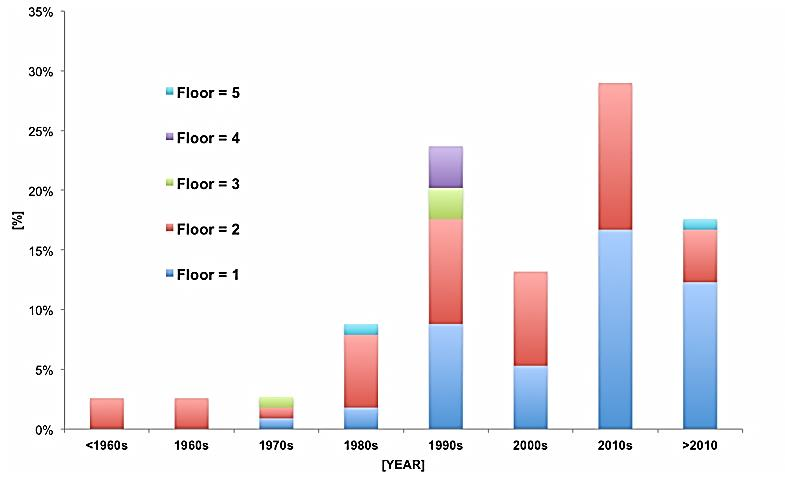 35%
30%
25%
20%
15%
10%
5%
0%
[%]
Floor = 5
Floor = 4
Floor = 3
Floor = 2
Floor = 1
<1960s 1960s 1970s 1980s 1990s 2000s 2010s >2010
[YEAR]